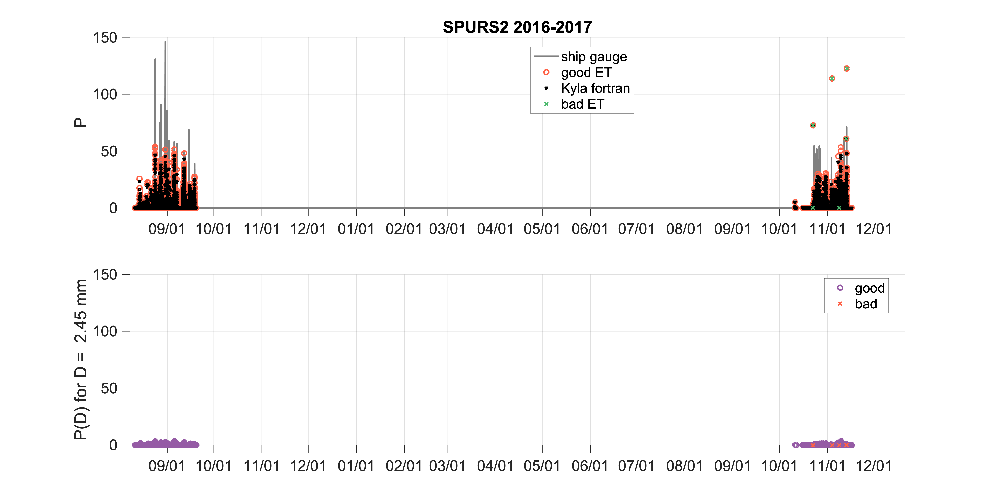 SPURS2 2016-2017
150
100
50
0
P
ship gauge
good ET
Kyla fortran
bad ET
09/01 10/01 11/01 12/01 01/01 02/01 03/01 04/01 05/01 06/01 07/01 08/01 09/01 10/01 11/01 12/01
150
100
50
0
P(D) for D = 2.45 mm
good
bad
09/01 10/01 11/01 12/01 01/01 02/01 03/01 04/01 05/01 06/01 07/01 08/01 09/01 10/01 11/01 12/01